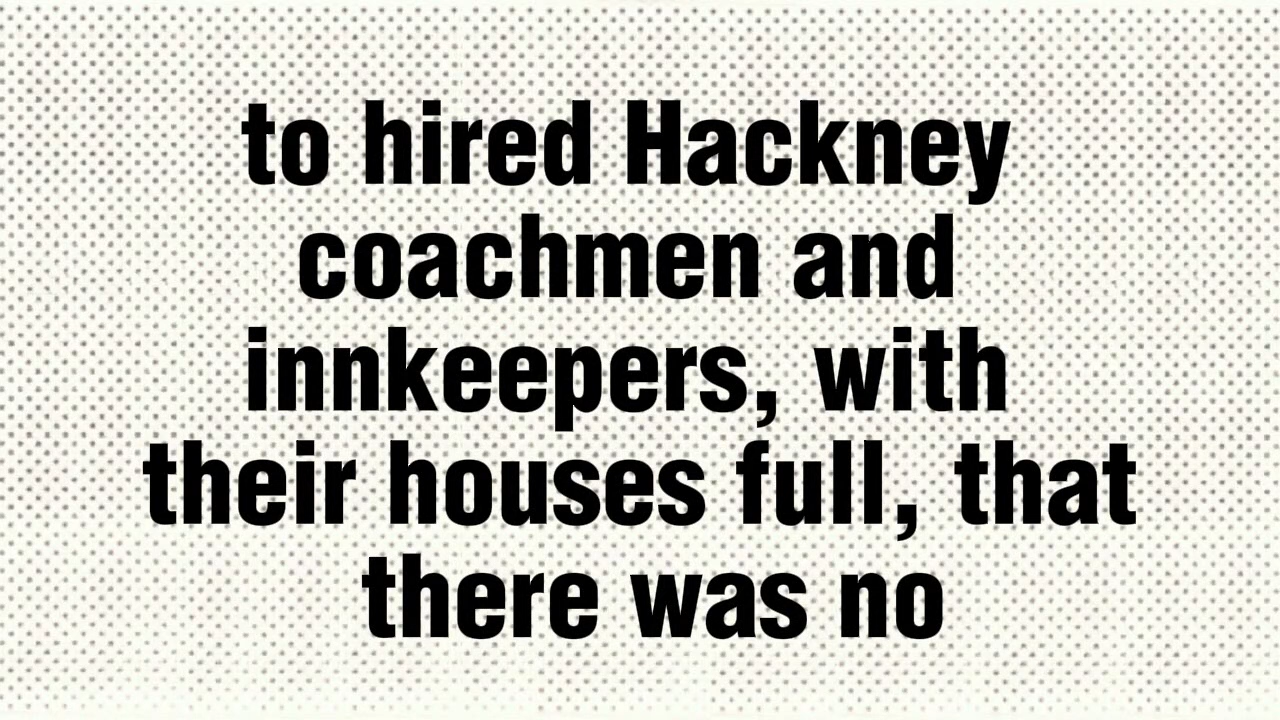 to hired Hackney
coachmen and
innkeepers, with
their houses full, that
there was no